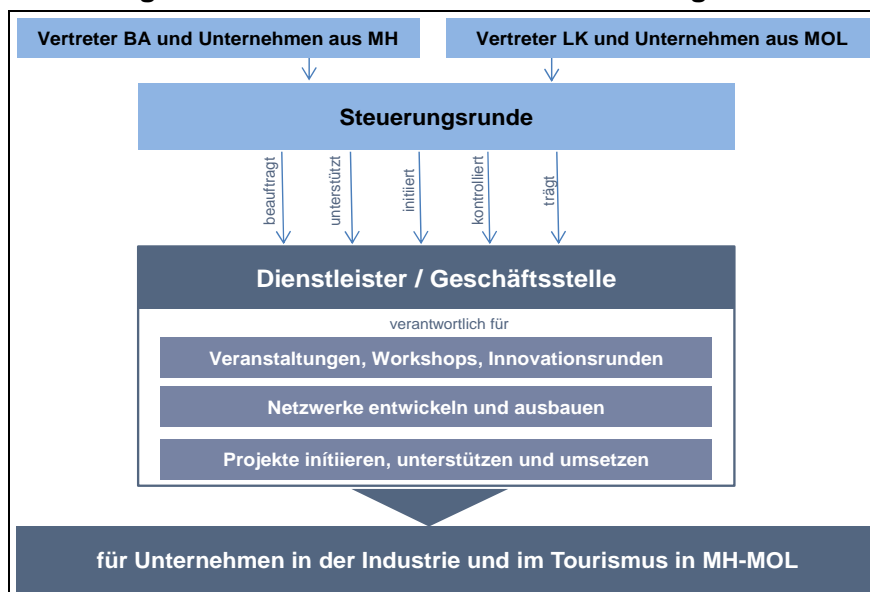 Vertreter BA und Unternehmen aus MH
Vertreter LK und Unternehmen aus MOL
Steuerungsrunde
beauftragt
unterstützt
initiiert
kontrolliert
trägt
Dienstleister / Geschäftsstelle
verantwortlich für
Veranstaltungen, Workshops, Innovationsrunden
Netzwerke entwickeln und ausbauen
Projekte inítiieren, unterstützen und umsetzen
für Unternehmen in der Industrie und im Tourismus in MH-MOL